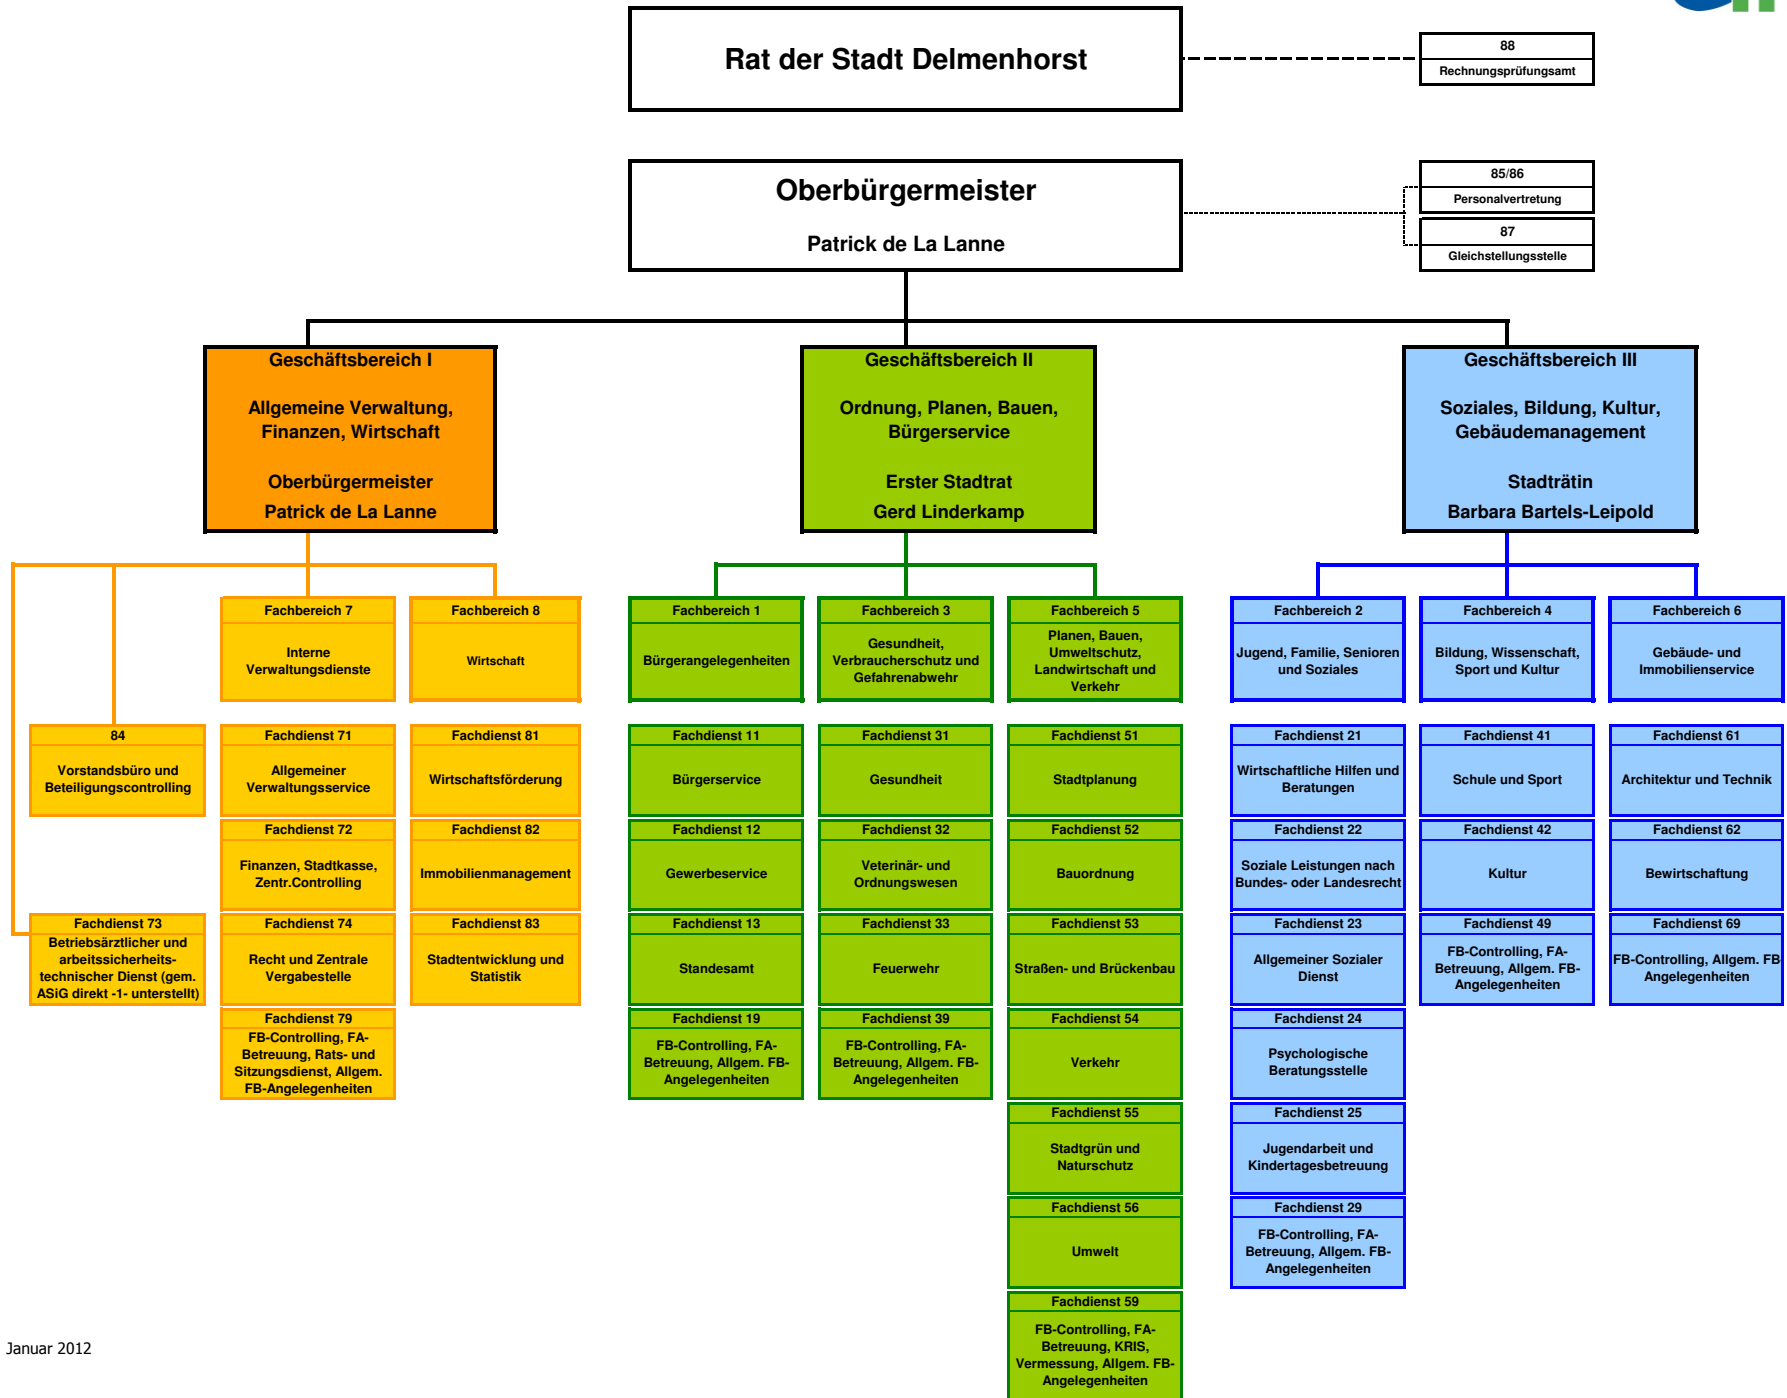 Rat der Stadt Delmenhorst
88
Rechnungsprüfungsamt
Oberbürgermeister
Patrick de La Lanne
85/86
Personalvertretung
87
Gleichstellungsstelle
Geschäftsbereich I
Allgemeine Verwaltung,
Finanzen, Wirtschaft
Oberbürgermeister
Patrick de La Lanne
Geschäftsbereich II
Ordnung, Planen, Bauen,
Bürgerservice
Erster Stadtrat
Gerd Linderkamp
Geschäftsbereich III
Soziales, Bildung, Kultur,
Gebäudemanagement
Stadträtin
Barbara Bartels-Leipold
84
Vorstandsbüro und
Beteiligungscontrolling
Fachdienst 73
Betriebsärztlicher und
arbeitssicherheits-
technischer Dienst (gem.
ASiG direkt -1- unterstellt)
Fachbereich 7
Interne
Verwaltungsdienste
Fachdienst 71
Allgemeiner
Verwaltungsservice
Fachdienst 72
Finanzen, Stadtkasse,
Zentr.Controlling
Fachdienst 74
Recht und Zentrale
Vergabestelle
Fachdienst 79
FB-Controlling, FA-
Betreuung, Rats- und
Sitzungsdienst, Allgem.
FB-Angelegenheiten
Fachbereich 8
Wirtschaft
Fachdienst 81
Wirtschaftsförderung
Fachdienst 82
Immobilienmanagement
Fachdienst 83
Stadtentwicklung und
Statistik
Fachbereich 1
Bürgerangelegenheiten
Fachdienst 11
Bürgerservice
Fachdienst 12
Gewerbeservice
Fachdienst 13
Standesamt
Fachdienst 19
FB-Controlling, FA-
Betreuung, Allgem. FB-
Angelegenheiten
Fachbereich 3
Gesundheit,
Verbraucherschutz und
Gefahrenabwehr
Fachdienst 31
Gesundheit
Fachdienst 32
Veterinär- und
Ordnungswesen
Fachdienst 33
Feuerwehr
Fachdienst 39
FB-Controlling, FA-
Betreuung, Allgem. FB-
Angelegenheiten
Fachbereich 5
Planen, Bauen,
Umweltschutz,
Landwirtschaft und
Verkehr
Fachdienst 51
Stadtplanung
Fachdienst 52
Bauordnung
Fachdienst 53
Straßen- und Brückenbau
Fachdienst 54
Verkehr
Fachdienst 55
Stadtgrün und
Naturschutz
Fachdienst 56
Umwelt
Fachdienst 59
FB-Controlling, FA-
Betreuung, KRIS,
Vermessung, Allgem. FB-
Angelegenheiten
Fachbereich 2
Jugend, Familie, Senioren
und Soziales
Fachdienst 21
Wirtschaftliche Hilfen und
Beratungen
Fachdienst 22
Soziale Leistungen nach
Bundes- oder Landesrecht
Fachdienst 23
Allgemeiner Sozialer
Dienst
Fachdienst 24
Psychologische
Beratungsstelle
Fachdienst 25
Jugendarbeit und
Kindertagesbetreuung
Fachdienst 29
FB-Controlling, FA-
Betreuung, Allgem. FB-
Angelegenheiten
Fachbereich 4
Bildung, Wissenschaft,
Sport und Kultur
Fachdienst 41
Schule und Sport
Fachdienst 42
Kultur
Fachdienst 49
FB-Controlling, FA-
Betreuung, Allgem. FB-
Angelegenheiten
Fachbereich 6
Gebäude- und
Immobilienservice
Fachdienst 61
Architektur und Technik
Fachdienst 62
Bewirtschaftung
Fachdienst 69
FB-Controlling, Allgem. FB-
Angelegenheiten
Januar 2012